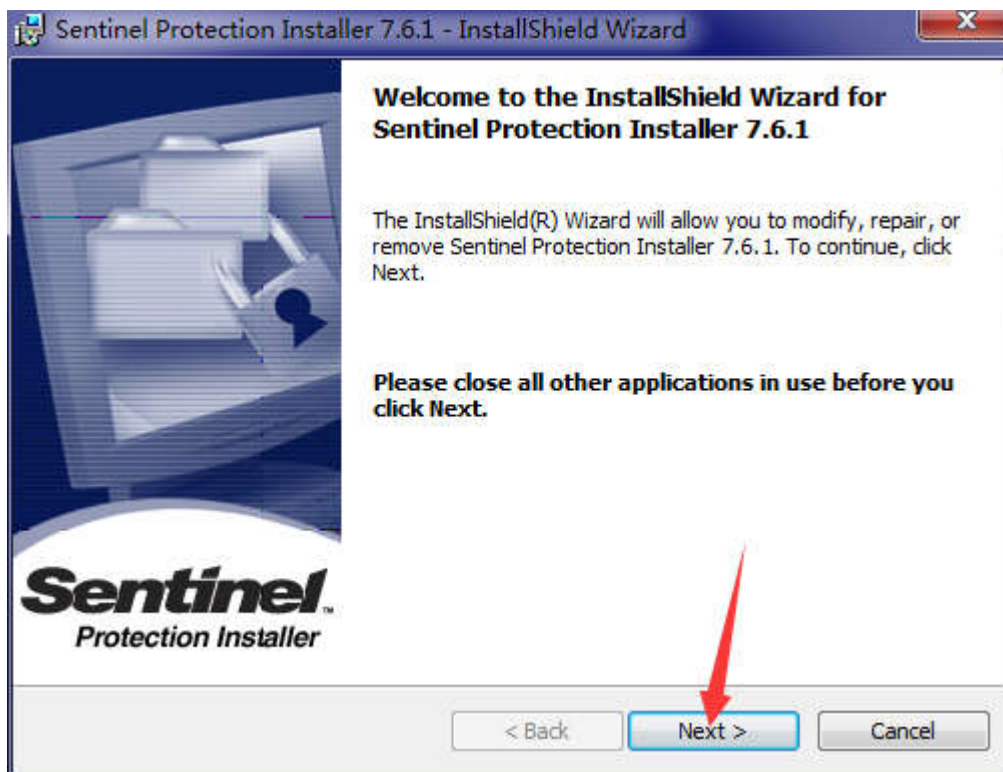 Sentinel Protection Installer 7.6.1 - InstallShield Wizard
Welcome to the InstallShield Wizard for
Sentinel Protection Installer 7.6.1
The InstallShield(R) Wizard will allow you to modify, repair, or
remove Sentinel Protection Installer 7.6.1. To continue, click
Next.
Please close all other applications in use before you
click Next.
Sentinel™
Protection Installer
< Back
Next >
Cancel